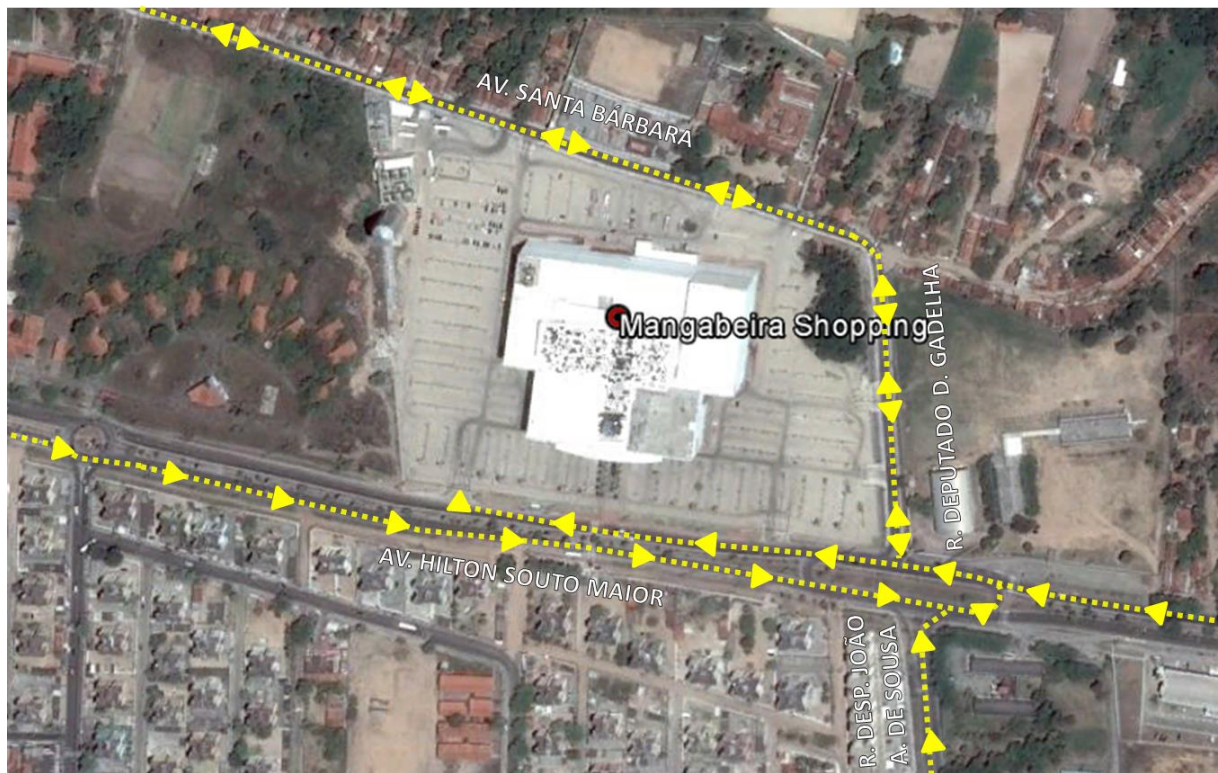 AV. SANTA BÁRBARA
R. DEPUTADO D. GADELHA
Mangabeira Shopping
AV. HILTON SOUTO MAIOR
R. DESP. JOÃO
A. DE SOUSA